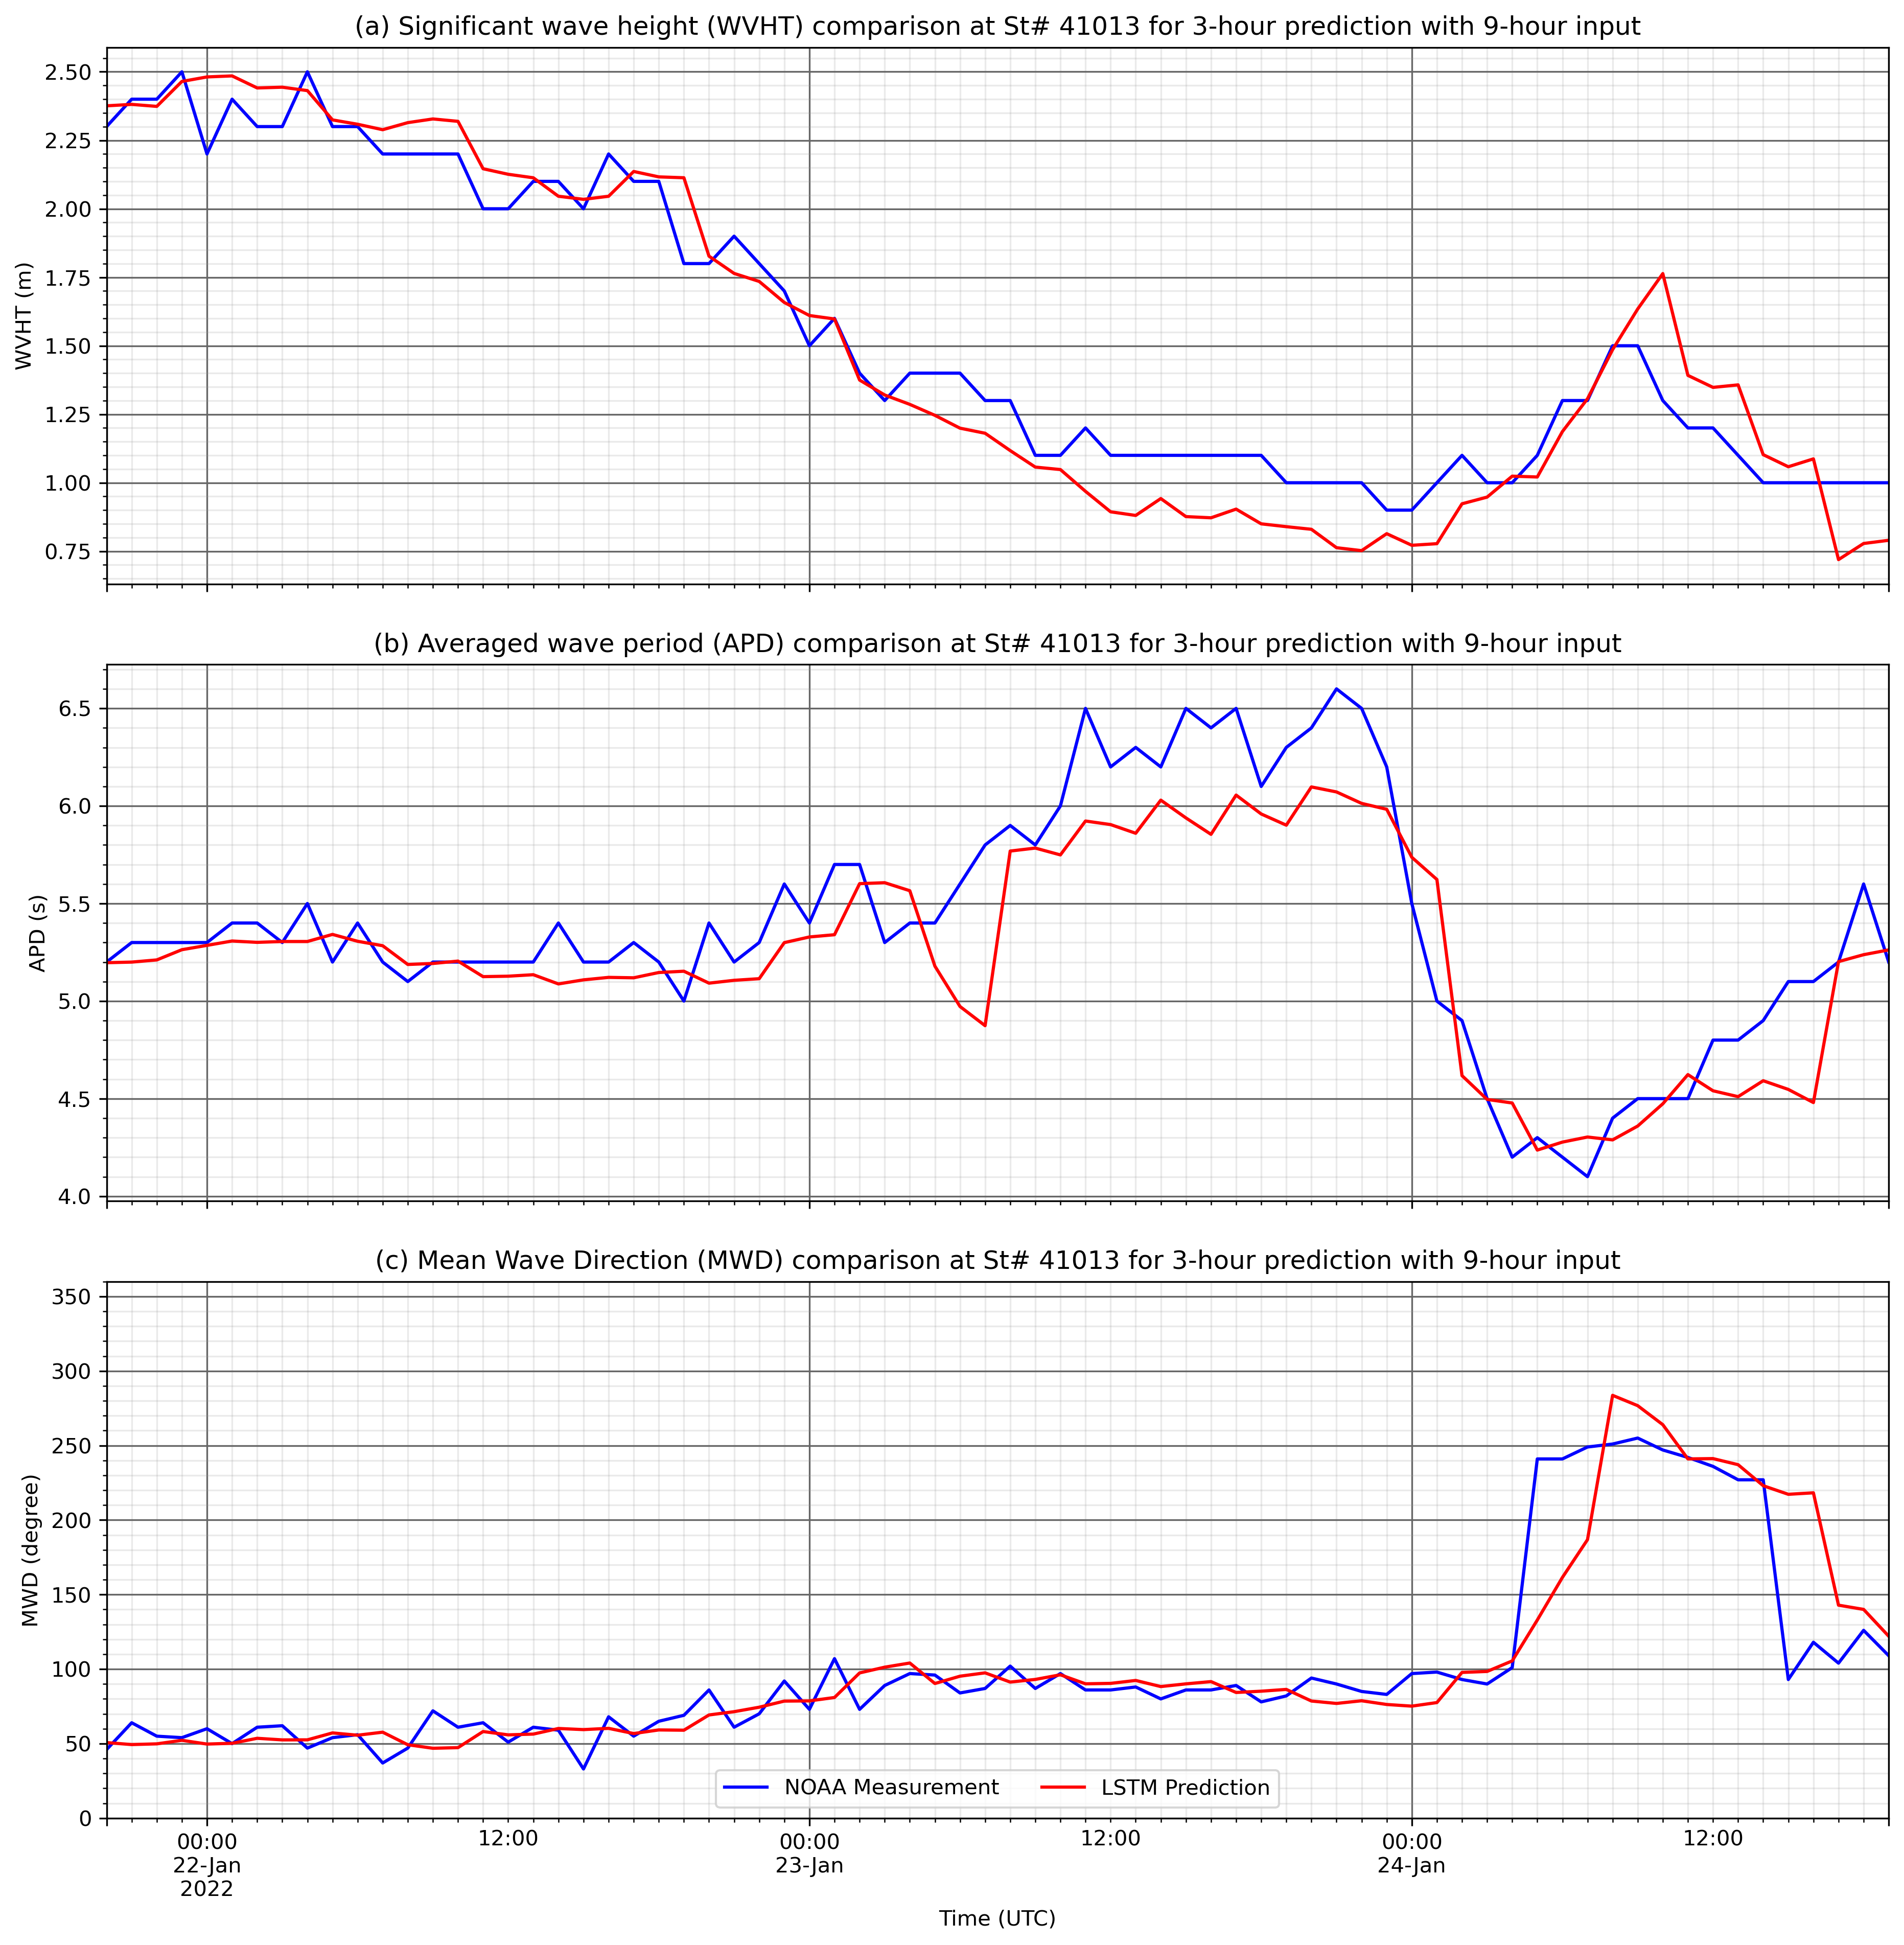 (a) Significant wave height (WVHT) comparison at St# 41013 for 3-hour prediction with 9-hour input
2.50
2.25
2.00
1.75
1.50
1.25
1.00
0.75
WVHT (m)
(b) Averaged wave period (APD) comparison at St# 41013 for 3-hour prediction with 9-hour input
6.5
6.0
5.5
5.0
4.5
4.0
APD (s)
(c) Mean Wave Direction (MWD) comparison at St# 41013 for 3-hour prediction with 9-hour input
350
300
250
200
150
100
50
0
MWD (degree)
NOAA Measurement LSTM Prediction
00:00 12:00 00:00 12:00 00:00 12:00
22-Jan 23-Jan 24-Jan
2022
Time (UTC)